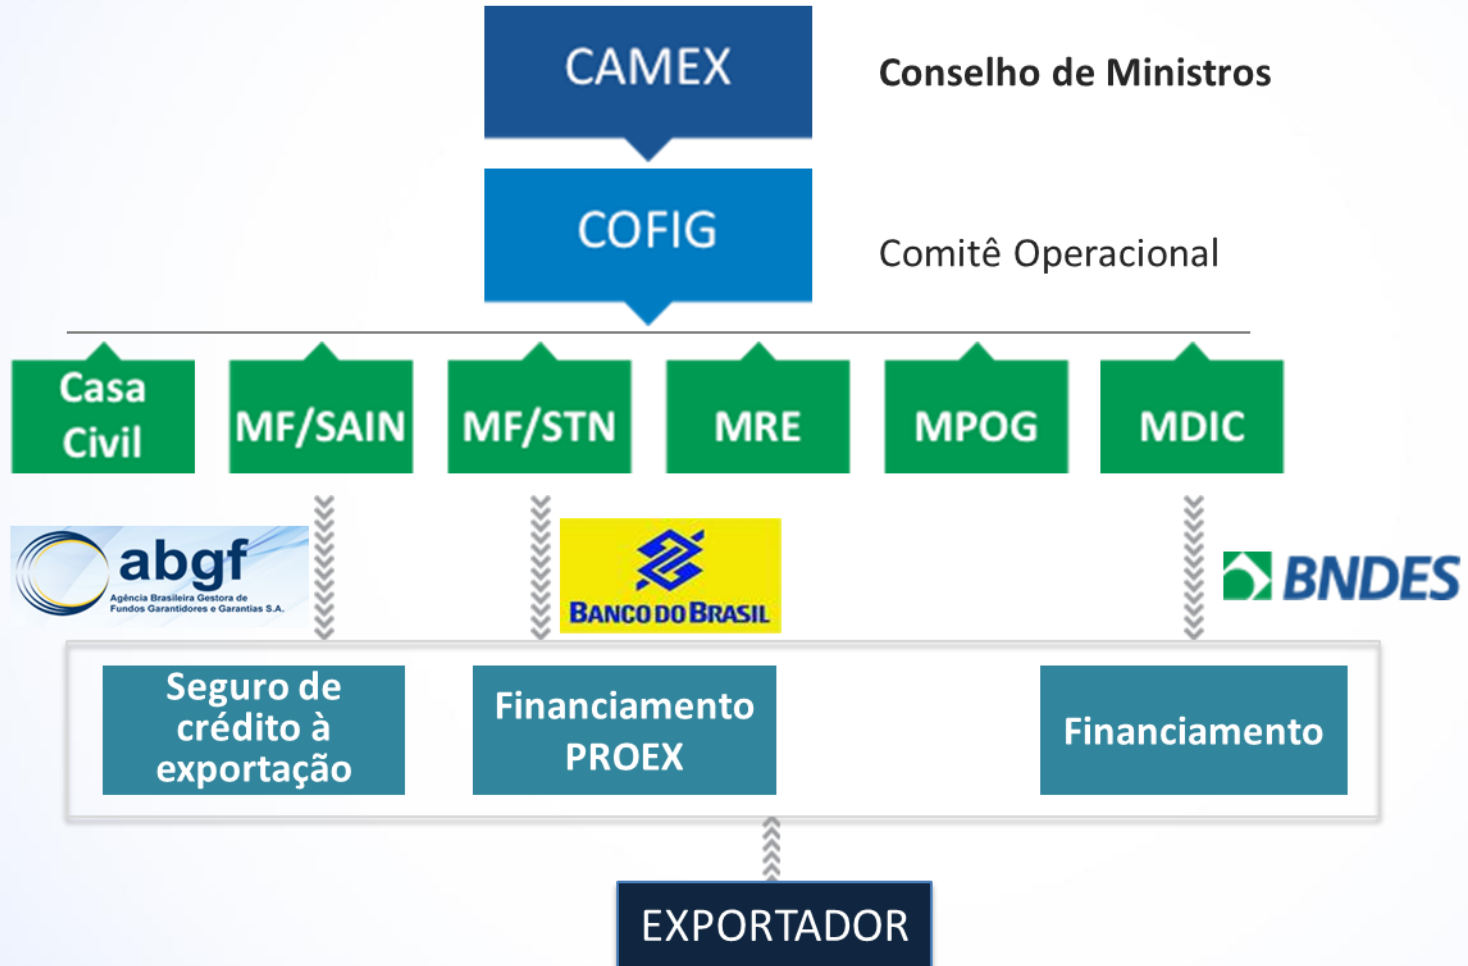 CAMEX
Conselho de Ministros
COFIG
Comitê Operacional
Casa
Civil
MF/SAIN
MF/STN
MRE
MPOG
MDIC
abgf
Agência Brasileira Gestora de
Fundos Garantidores e Garantias S.A.
BANCO DO BRASIL
BNDES
Seguro de
crédito à
exportação
Financiamento
PROEX
Financiamento
EXPORTADOR